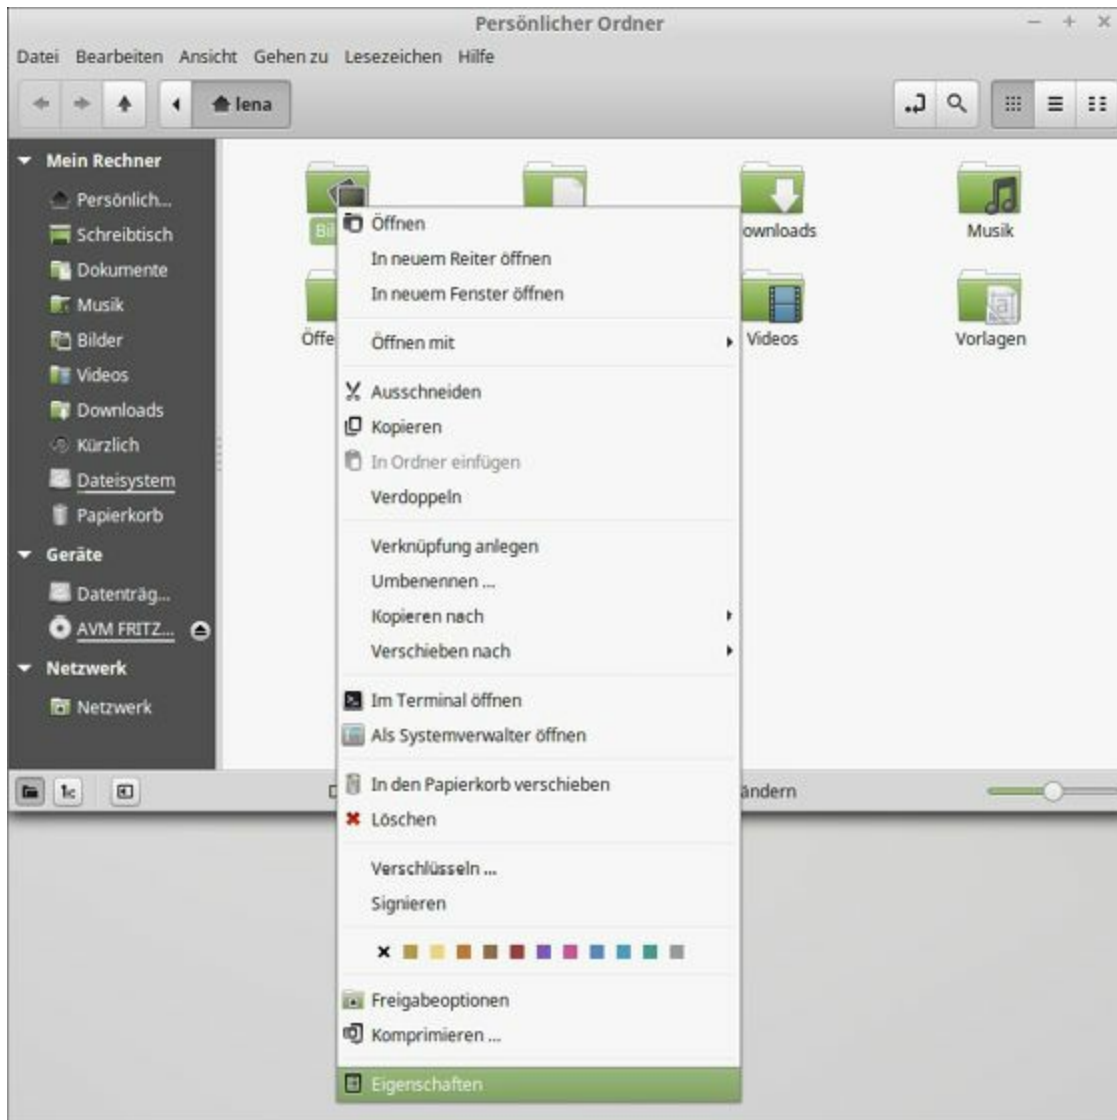 Persönlicher Ordner
Datei Bearbeiten Ansicht Gehen zu Lesezeichen Hilfe
lena
Mein Rechner
Persönlich...
Schreibtisch
Dokumente
Musik
Bilder
Videos
Downloads
Kürzlich
Dateisystem
Papierkorb
Geräte
Datenträg...
AVM FRITZ...
Netzwerk
Netzwerk
Bil
ownloads
Musik
Öffe
Videos
Vorlagen
Öffnen
In neuem Reiter öffnen
In neuem Fenster öffnen
Öffnen mit
Ausschneiden
Kopieren
In Ordner einfügen
Verdoppeln
Verknüpfung anlegen
Umbenennen ...
Kopieren nach
Verschieben nach
Im Terminal öffnen
Als Systemverwalter öffnen
In den Papierkorb verschieben
Löschen
Verschlüsseln ...
Signieren
Freigabeoptionen
Komprimieren ...
Eigenschaften
ändern